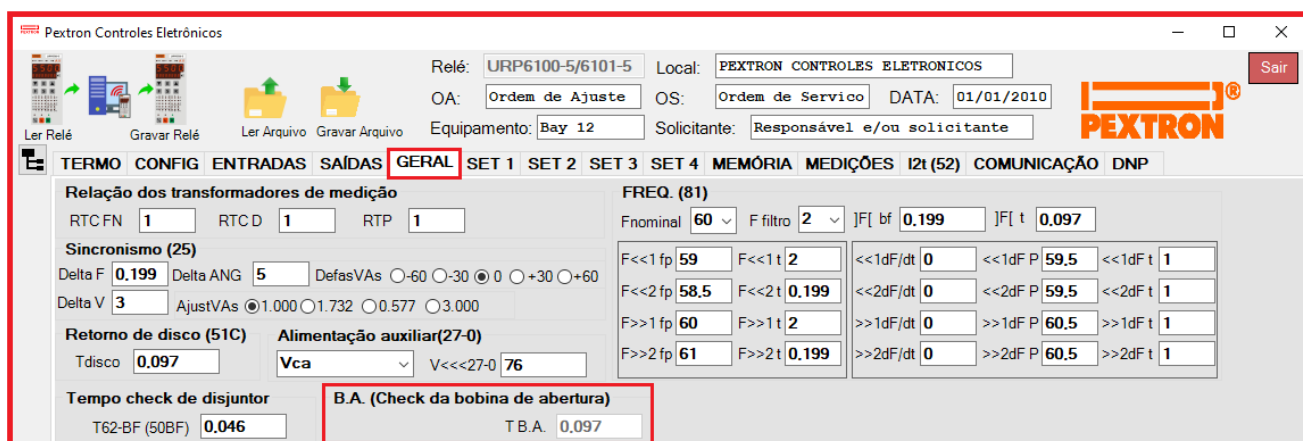 Pextron Controles Eletrônicos
Relé: URP6100-5/6101-5 Local: PEXTRON CONTROLES ELETRONICOS Sair
OA: Ordem de Ajuste OS: Ordem de Servico DATA: 01/01/2010
Ler Relé Gravar Relé Ler Arquivo Gravar Arquivo Equipamento: Bay 12 Solicitante: Responsável e/ou solicitante PEXTRON®
TERMO CONFIG ENTRADAS SAÍDAS GERAL SET 1 SET 2 SET 3 SET 4 MEMÓRIA MEDIÇÕES I2t (52) COMUNICAÇÃO DNP
Relação dos transformadores de medição
RTC FN 1 RTC D 1 RTP 1
Sincronismo (25)
Delta F 0.199 Delta ANG 5 DefasVAs -60 -30 0 +30 +60
Delta V 3 AjustVAs 1.000 1.732 0.577 3.000
Retorno de disco (51C)
Tdisco 0.097
Alimentação auxiliar(27-0)
Vca V<<<27-0 76
Tempo check de disjuntor
T62-BF (50BF) 0.046
B.A. (Check da bobina de abertura)
T B.A. 0.097
FREQ. (81)
Fnominal 60 F filtro 2 ]F[ bf 0.199 ]F[ t 0.097
F<<1 fp 59 F<<1 t 2 <<1dF/dt 0 <<1dF P 59.5 <<1dF t 1
F<<2 fp 58.5 F<<2 t 0.199 <<2dF/dt 0 <<2dF P 59.5 <<2dF t 1
F>>1 fp 60 F>>1 t 2 >>1dF/dt 0 >>1dF P 60.5 >>1dF t 1
F>>2 fp 61 F>>2 t 0.199 >>2dF/dt 0 >>2dF P 60.5 >>2dF t 1